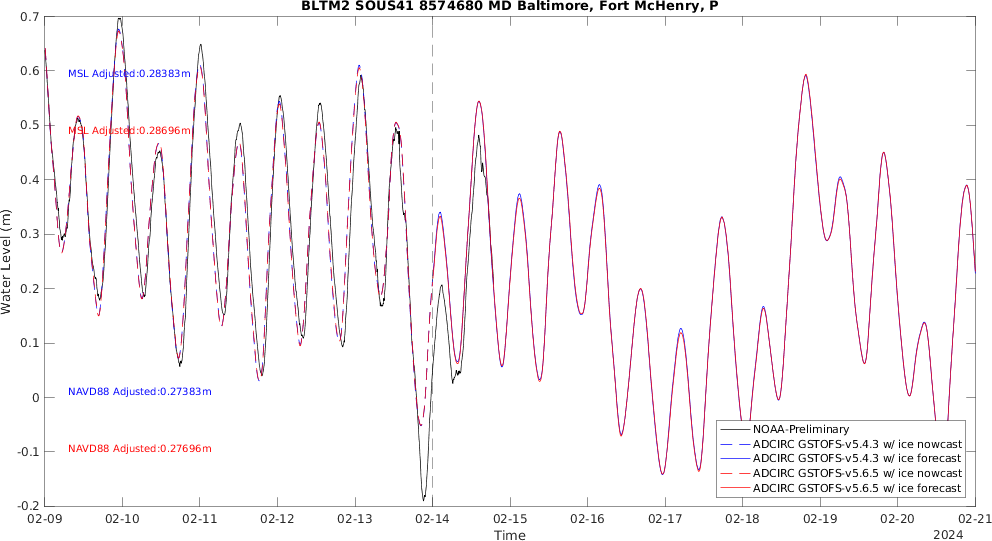 BLTM2 SOUS41 8574680 MD Baltimore, Fort McHenry, P
0.7
0.6
0.5
0.4
0.3
0.2
0.1
0
-0.1
-0.2
Water Level (m)
MSL Adjusted:0.28383m
MSL Adjusted:0.28696m
NAVD88 Adjusted:0.27383m
NAVD88 Adjusted:0.27696m
NOAA-Preliminary
ADCIRC GSTOFS-v5.4.3 w/ ice nowcast
ADCIRC GSTOFS-v5.4.3 w/ ice forecast
ADCIRC GSTOFS-v5.6.5 w/ ice nowcast
ADCIRC GSTOFS-v5.6.5 w/ ice forecast
02-09 02-10 02-11 02-12 02-13 02-14 02-15 02-16 02-17 02-18 02-19 02-20 02-21
Time
2024